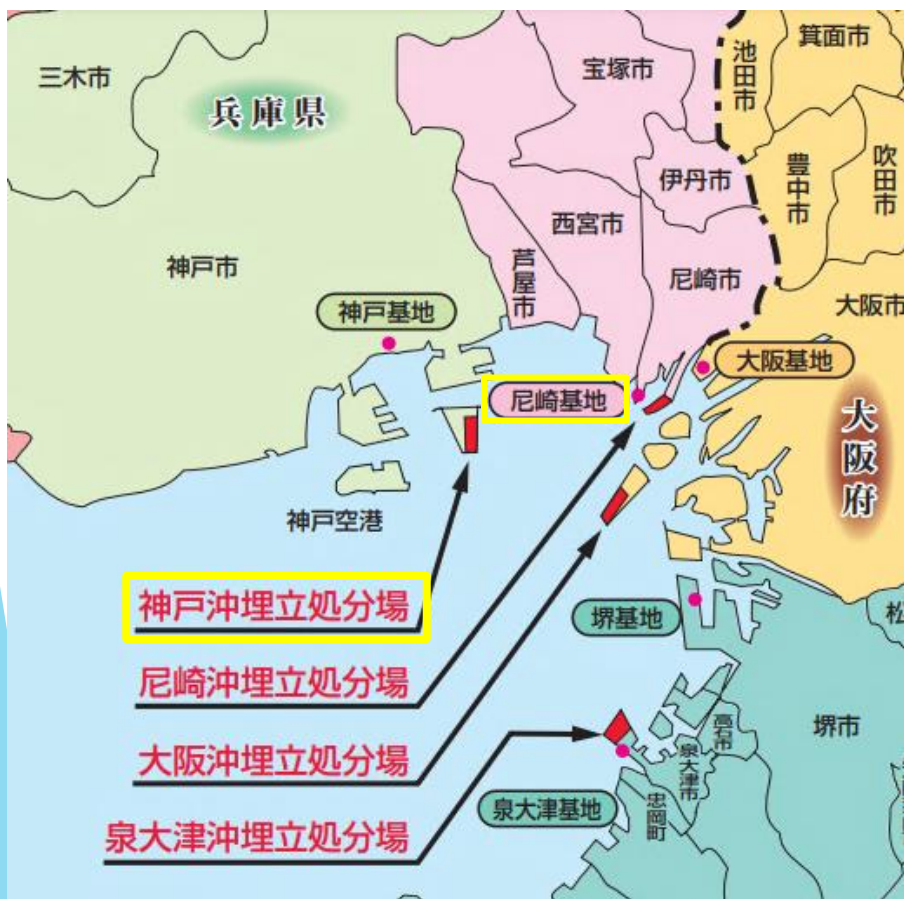 箕面市
池田市
宝塚市
三木市
兵庫県
吹田市
豊中市
伊丹市
西宮市
芦屋市
神戸市
尼崎市
大阪市
神戸基地
大阪基地
尼崎基地
大阪府
神戸空港
神戸沖埋立処分場
堺基地
松
尼崎沖埋立処分場
高石市
堺市
大阪沖埋立処分場
泉大津市
忠岡町
泉大津基地
泉大津沖埋立処分場